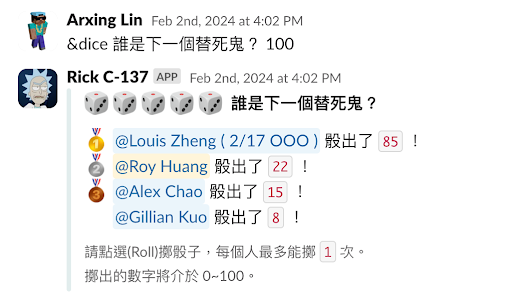 Arxing Lin Feb 2nd, 2024 at 4:02 PM
&dice 誰是下一個替死鬼？ 100
Rick C-137 APP Feb 2nd, 2024 at 4:02 PM
誰是下一個替死鬼？
@Louis Zheng ( 2/17 OOO ) 骰出了 85 ！
@Roy Huang 骰出了 22 ！
@Alex Chao 骰出了 15 ！
@Gillian Kuo 骰出了 8 ！
請點選(Roll)擲骰子，每個人最多能擲 1 次。
擲出的數字將介於 0~100。